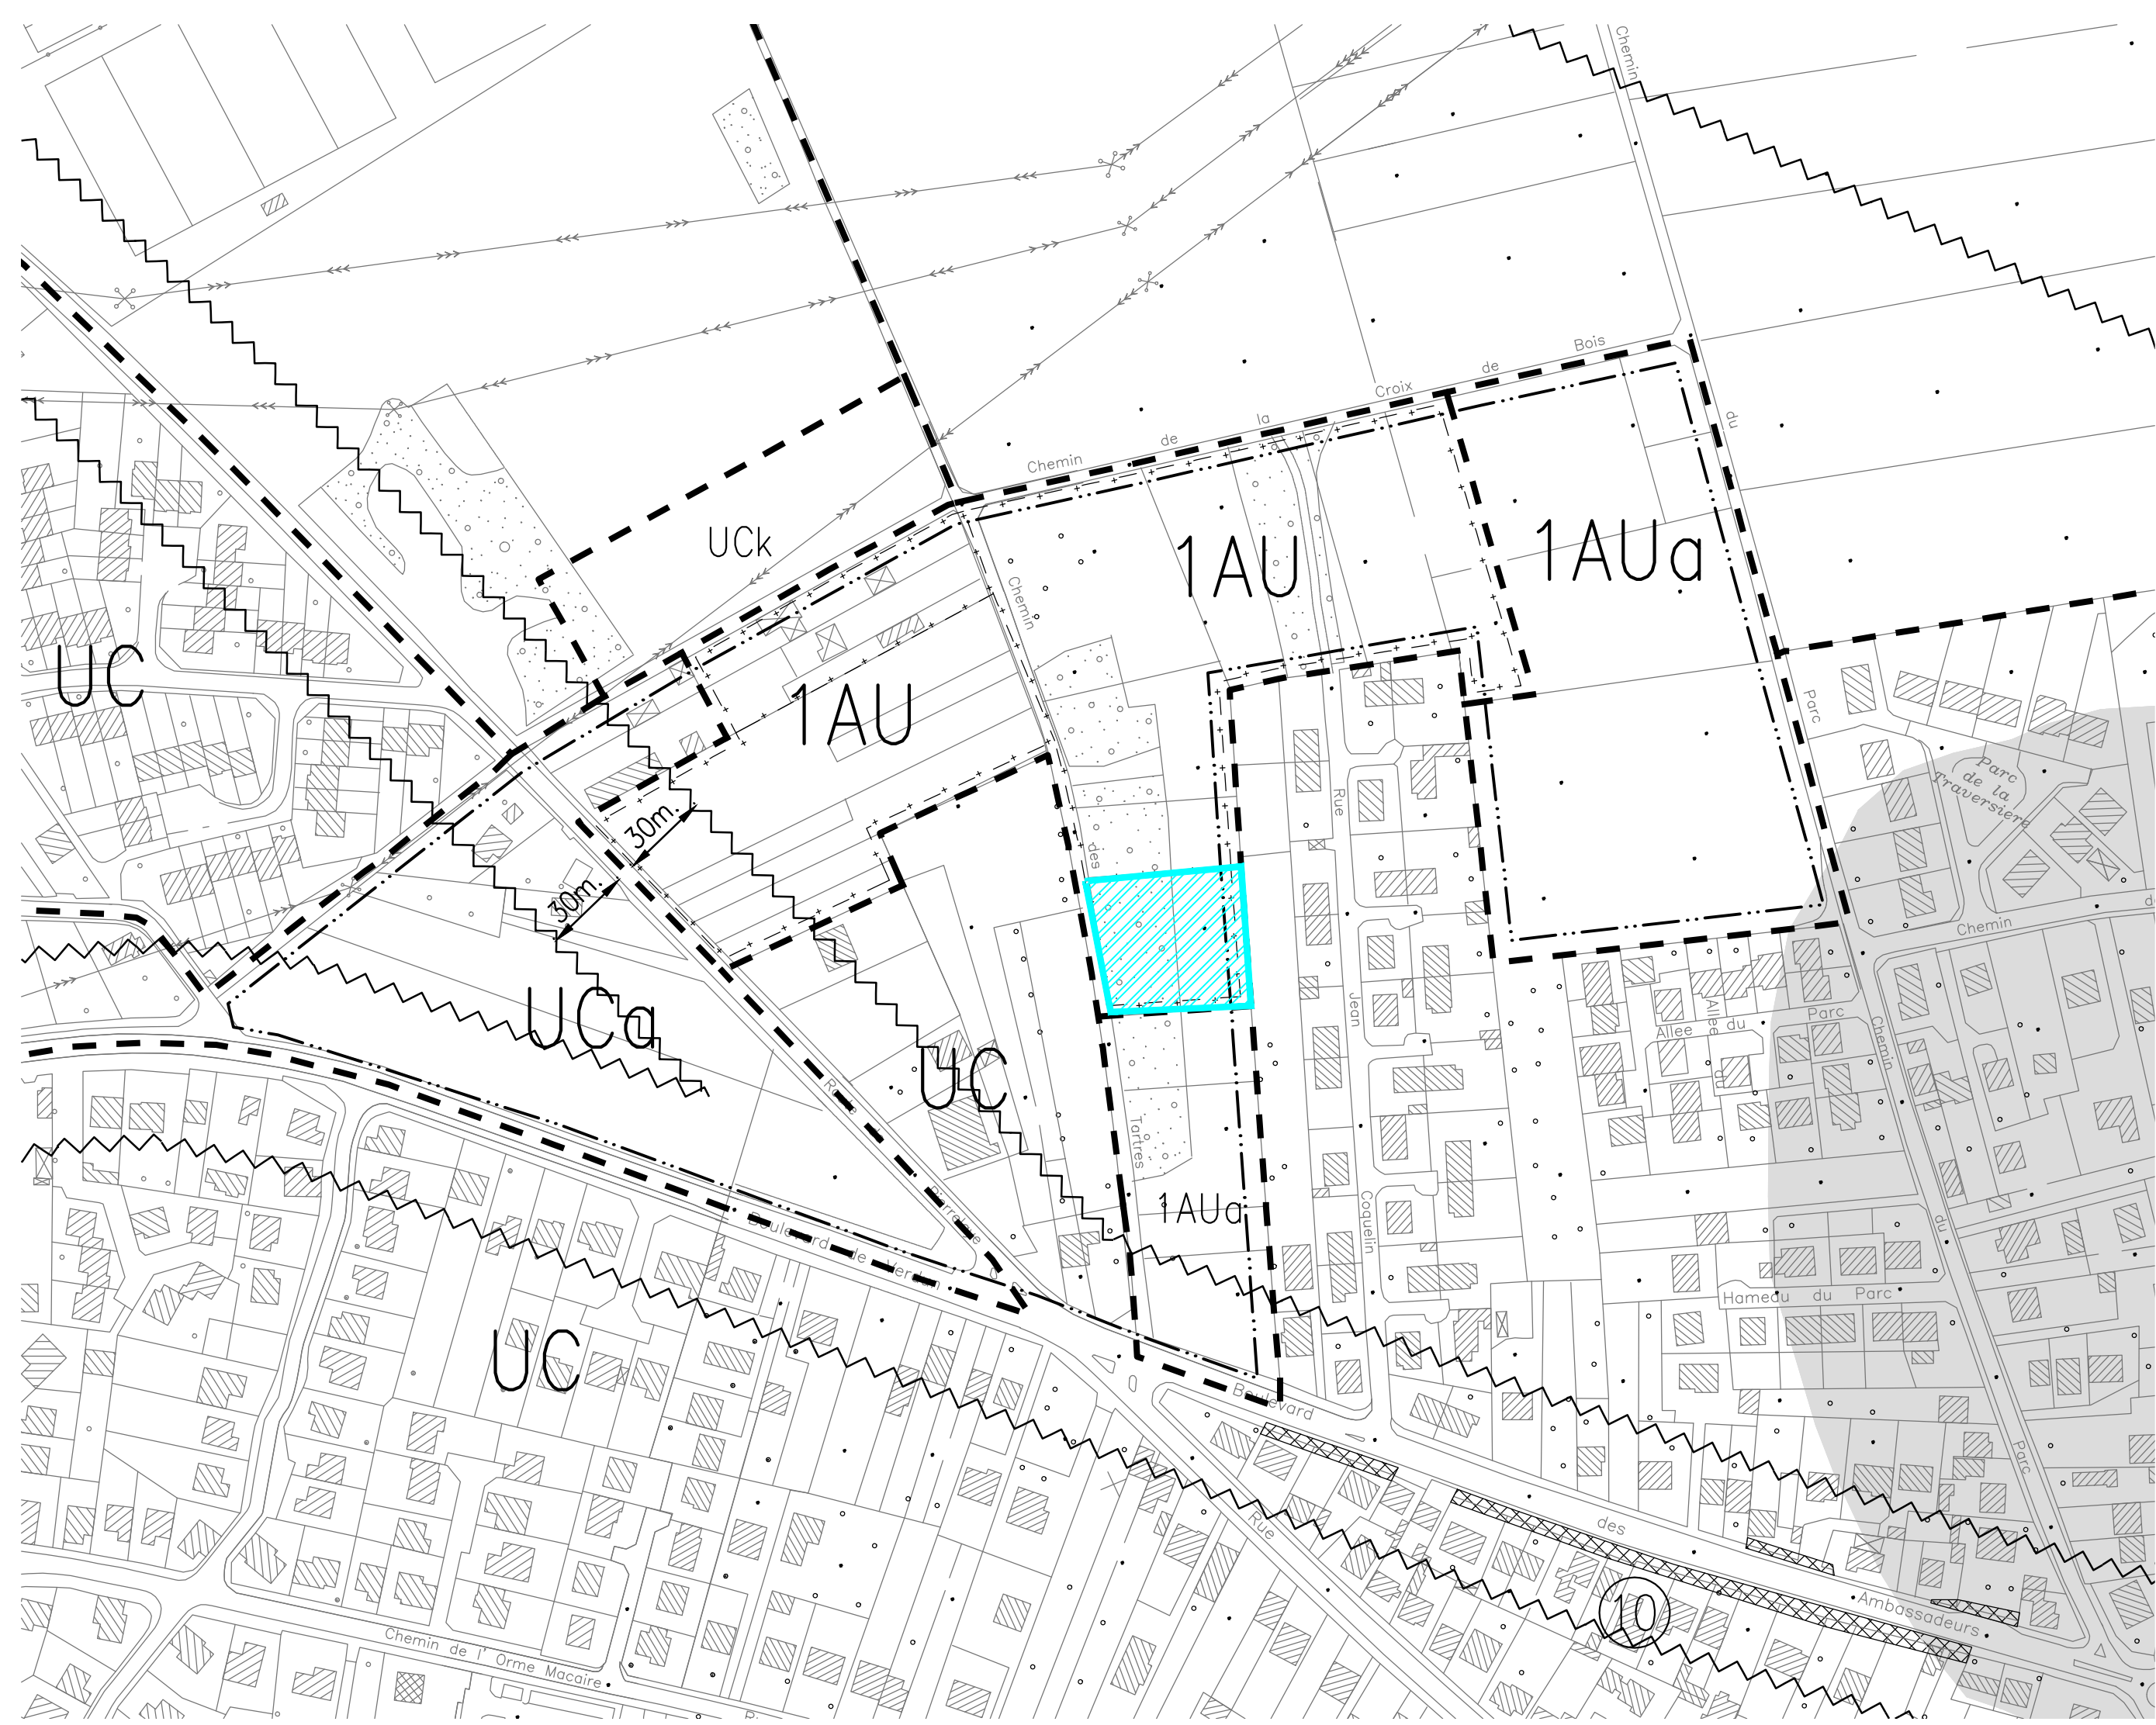 Chemin
Bois
de
Croix
la
de
Chemin
du
UCk
1AU
1AUa
Chemin
UC
1AU
Parc
Parc
de la
Traversière
Rue
30m.
des
30m.
Chemin
UCa
Jean
Allee du
Allee du
Parc
Chemin
UC
Tartres
1AUa
Coquelin
du
Boulevard de Verdun
Hameau du Parc
UC
Boulevard
Parc
Rue
des
10
Ambassadeurs
Chemin de l' Orme Macaire